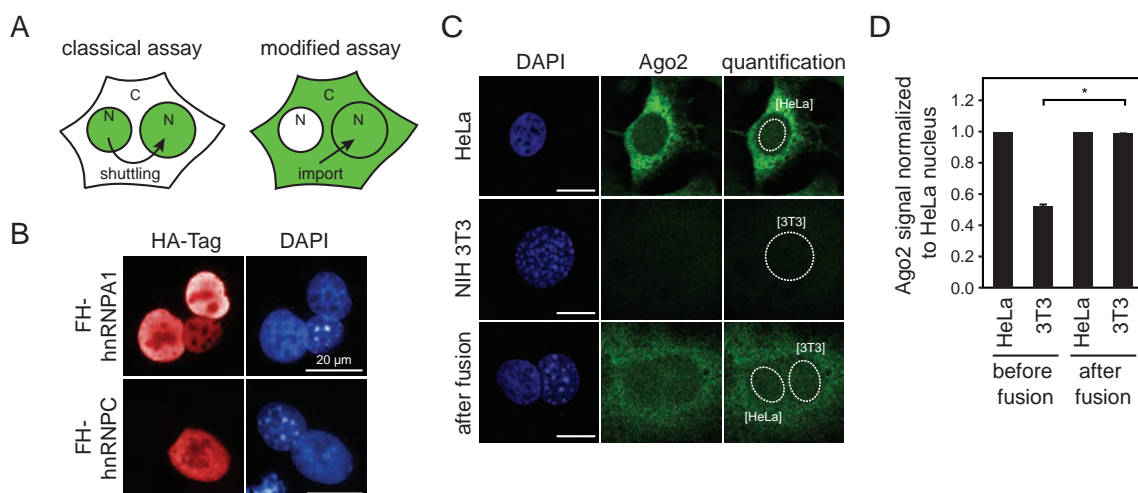 A
classical assay
modified assay
C
N
N
shuttling
C
N
N
import
B
HA-Tag
DAPI
FH-
hnRNPA1
20 µm
FH-
hnRNPC
C
DAPI
Ago2
quantification
HeLa
[HeLa]
NIH 3T3
[3T3]
after fusion
[3T3]
[HeLa]
D
Ago2 signal normalized
to HeLa nucleus
*
1.2
1.0
0.8
0.6
0.4
0.2
0.0
HeLa
3T3
HeLa
3T3
before
fusion
after
fusion